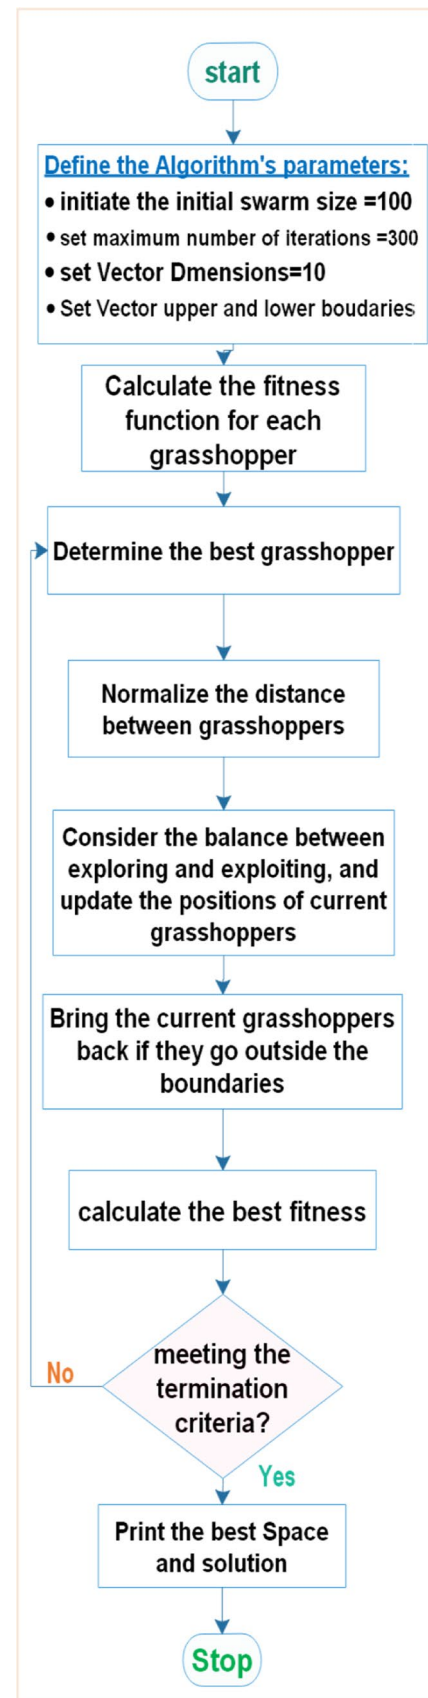 start
Define the Algorithm's parameters:
• initiate the initial swarm size =100
• set maximum number of iterations =300
• set Vector Dmensions=10
• Set Vector upper and lower boudaries
Calculate the fitness
function for each
grasshopper
Determine the best grasshopper
Normalize the distance
between grasshoppers
Consider the balance between
exploring and exploiting, and
update the positions of current
grasshoppers
Bring the current grasshoppers
back if they go outside the
boundaries
calculate the best fitness
meeting the
termination
criteria?
No
Yes
Print the best Space
and solution
Stop